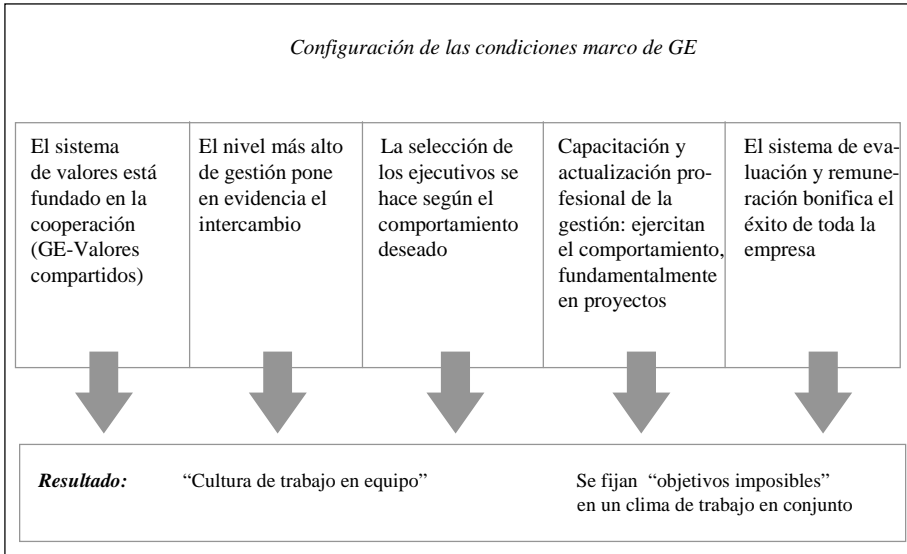 Configuración de las condiciones marco de GE
El sistema
de valores está
fundado en la
cooperación
(GE-Valores
compartidos)
El nivel más alto
de gestión pone
en evidencia el
intercambio
La selección de
los ejecutivos se
hace según el
comportamiento
deseado
Capacitación y
actualización pro-
fesional de la
gestión: ejercitan
el comportamiento,
fundamentalmente
en proyectos
El sistema de eva-
luación y remune-
ración bonifica el
éxito de toda la
empresa
Resultado:
“Cultura de trabajo en equipo”
Se fijan “objetivos imposibles”
en un clima de trabajo en conjunto